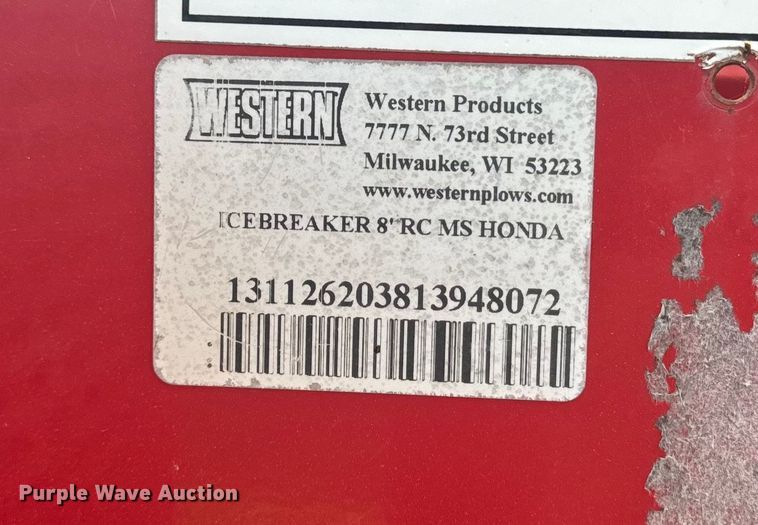 WESTERN
Western Products
7777 N. 73rd Street
Milwaukee, WI 53223
www.westernplows.com
ICEBREAKER 8' RC MS HONDA
131126203813948072
Purple Wave Auction